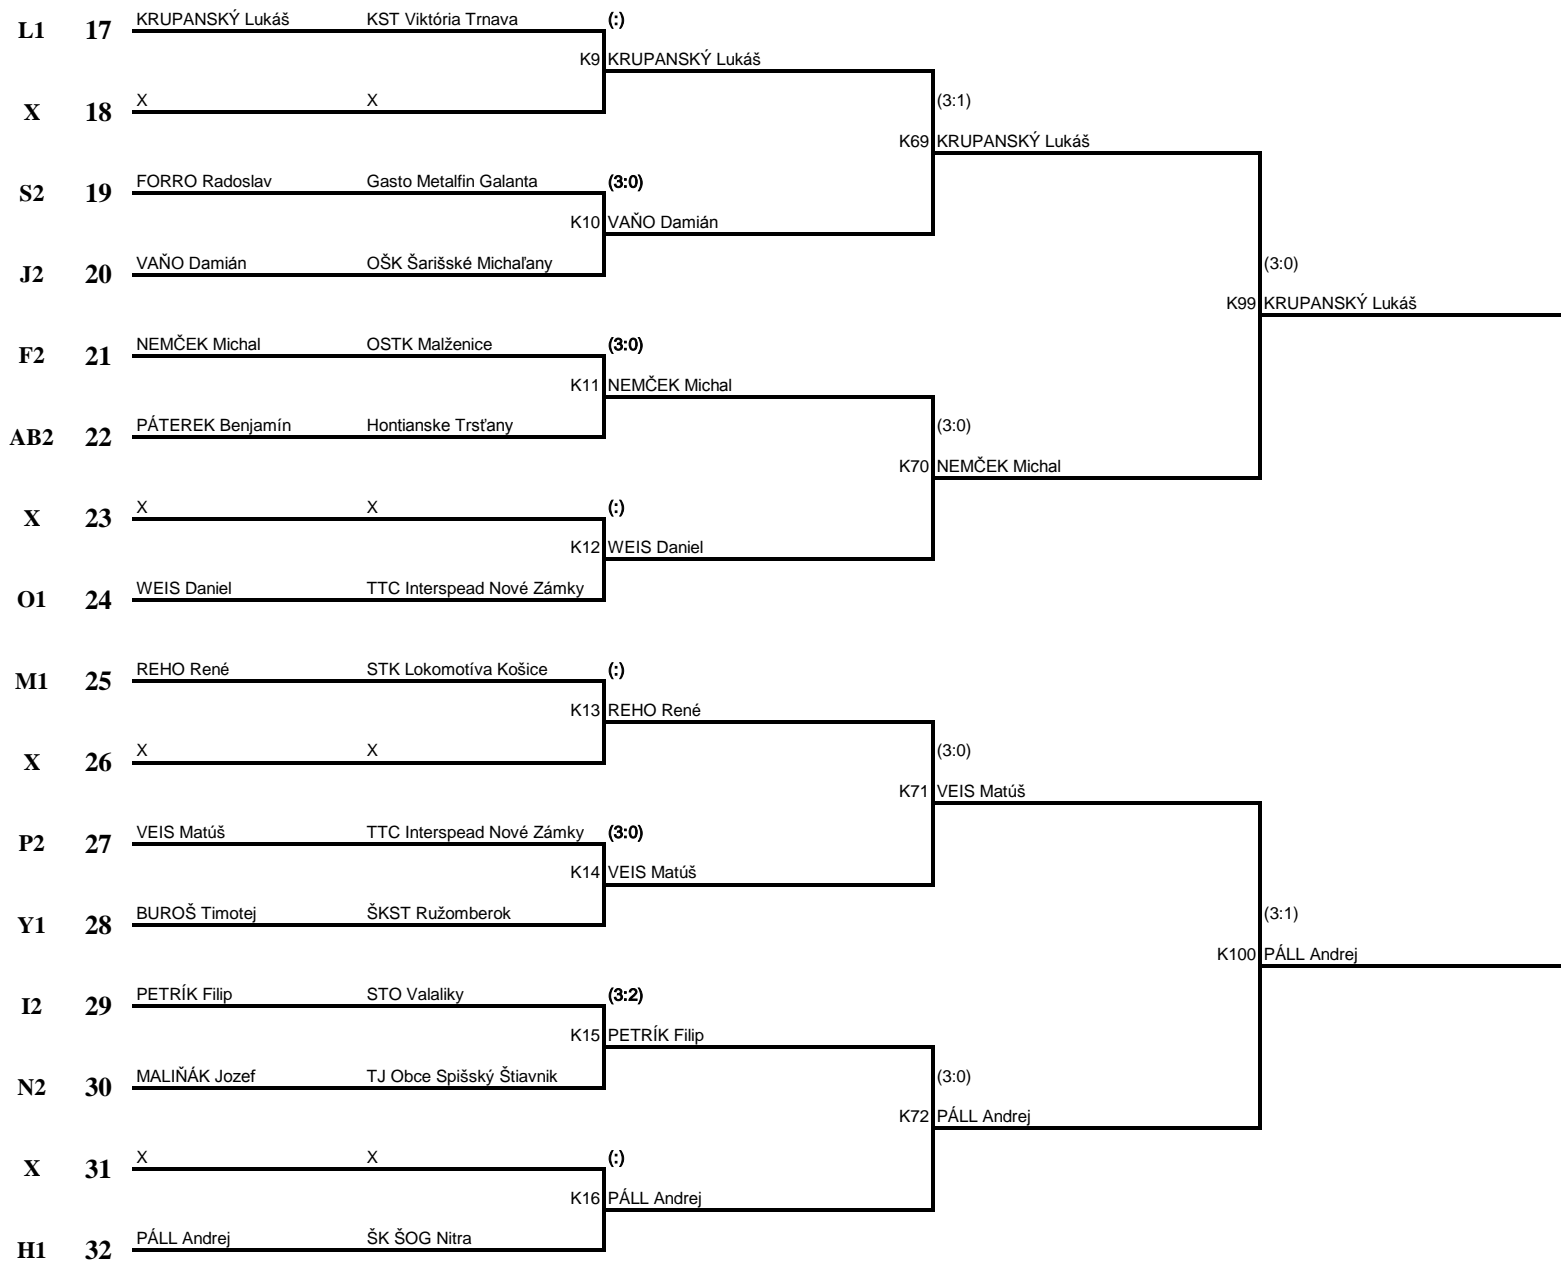 L1 17 KRUPANSKÝ Lukáš KST Viktória Trnava (:)
K9 KRUPANSKÝ Lukáš
X 18 X X (3:1)
K69 KRUPANSKÝ Lukáš
S2 19 FORRO Radoslav Gasto Metalfin Galanta (3:0)
K10 VAŇO Damián
J2 20 VAŇO Damián OŠK Šarišské Michaľany (3:0)
K99 KRUPANSKÝ Lukáš
F2 21 NEMČEK Michal OSTK Malženice (3:0)
K11 NEMČEK Michal
AB2 22 PÁTEREK Benjamín Hontianske Trsťany (3:0)
K70 NEMČEK Michal
X 23 X X (:)
K12 WEIS Daniel
O1 24 WEIS Daniel TTC Interspead Nové Zámky
M1 25 REHO René STK Lokomotíva Košice (:)
K13 REHO René
X 26 X X (3:0)
K71 VEIS Matúš
P2 27 VEIS Matúš TTC Interspead Nové Zámky (3:0)
K14 VEIS Matúš
Y1 28 BUROŠ Timotej ŠKST Ružomberok (3:1)
K100 PÁLL Andrej
I2 29 PETRÍK Filip STO Valaliky (3:2)
K15 PETRÍK Filip
N2 30 MALIŇÁK Jozef TJ Obce Spišský Štiavnik (3:0)
K72 PÁLL Andrej
X 31 X X (:)
K16 PÁLL Andrej
H1 32 PÁLL Andrej ŠK ŠOG Nitra